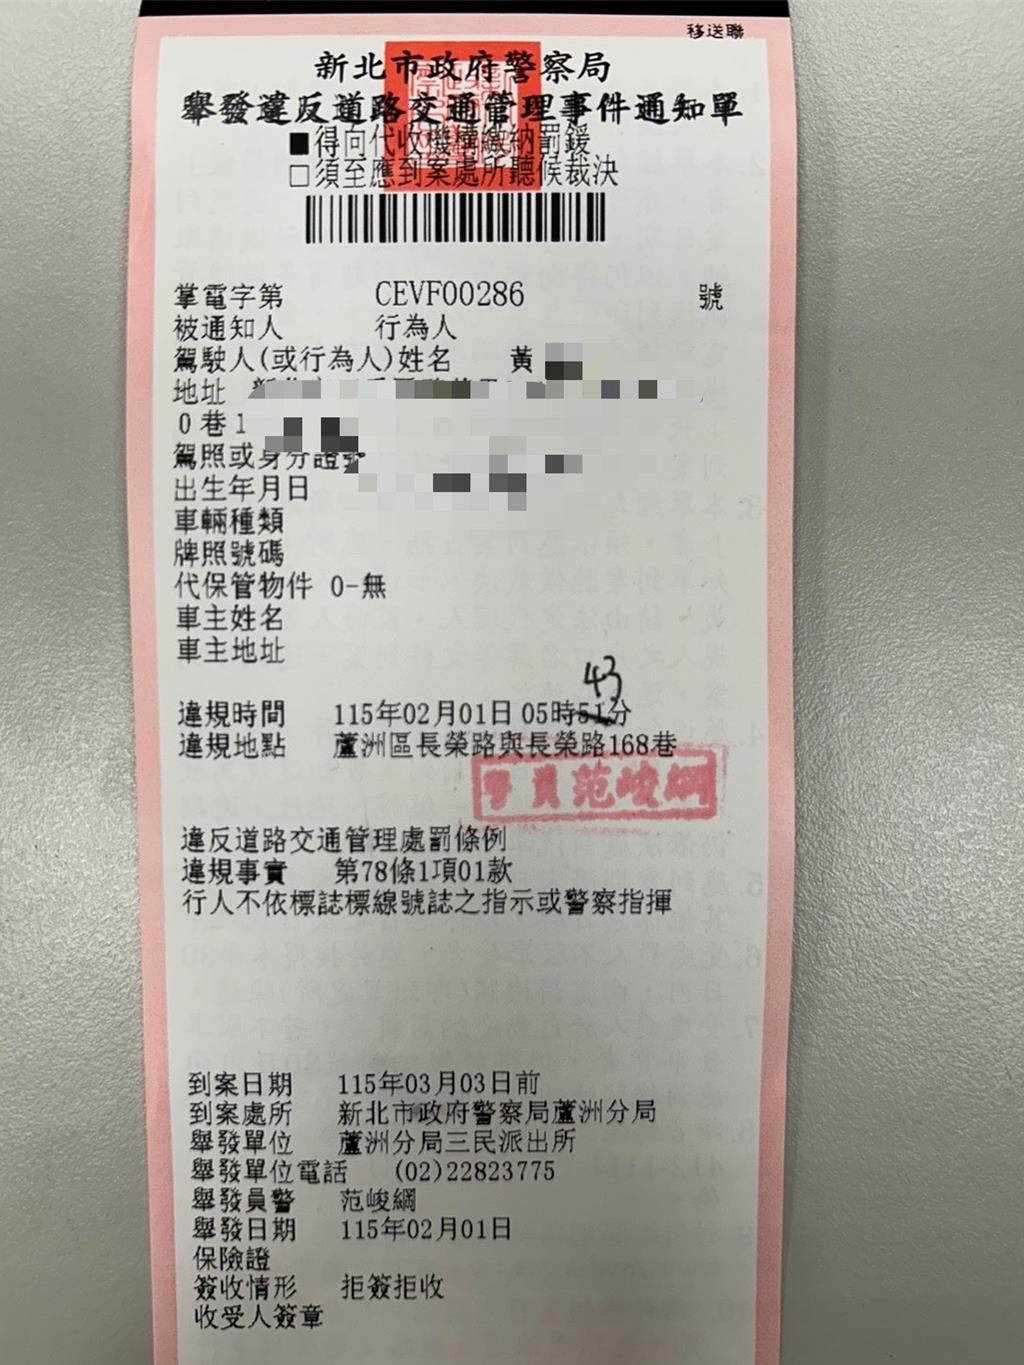 移送聯
新北市政府警察局
舉發違反道路交通管理事件通知單
■得向代收機構繳納罰鍰
□須至應到案處所聽候裁決
掌電字第 CEVF00286 號
被通知人 行為人
駕駛人(或行為人)姓名 黃
地址
0巷1
駕照或身分證號
出生年月日
車輛種類
牌照號碼
代保管物件 0-無
車主姓名
車主地址
43
違規時間 115年02月01日05時51分
違規地點 蘆洲區長榮路與長榮路168巷
警員范峻綱
違反道路交通管理處罰條例
違規事實 第78條1項01款
行人不依標誌標線號誌之指示或警察指揮
到案日期 115年03月03日前
到案處所 新北市政府警察局蘆洲分局
舉發單位 蘆洲分局三民派出所
舉發單位電話 (02)22823775
舉發員警 范峻綱
舉發日期 115年02月01日
保險證
簽收情形 拒簽拒收
收受人簽章